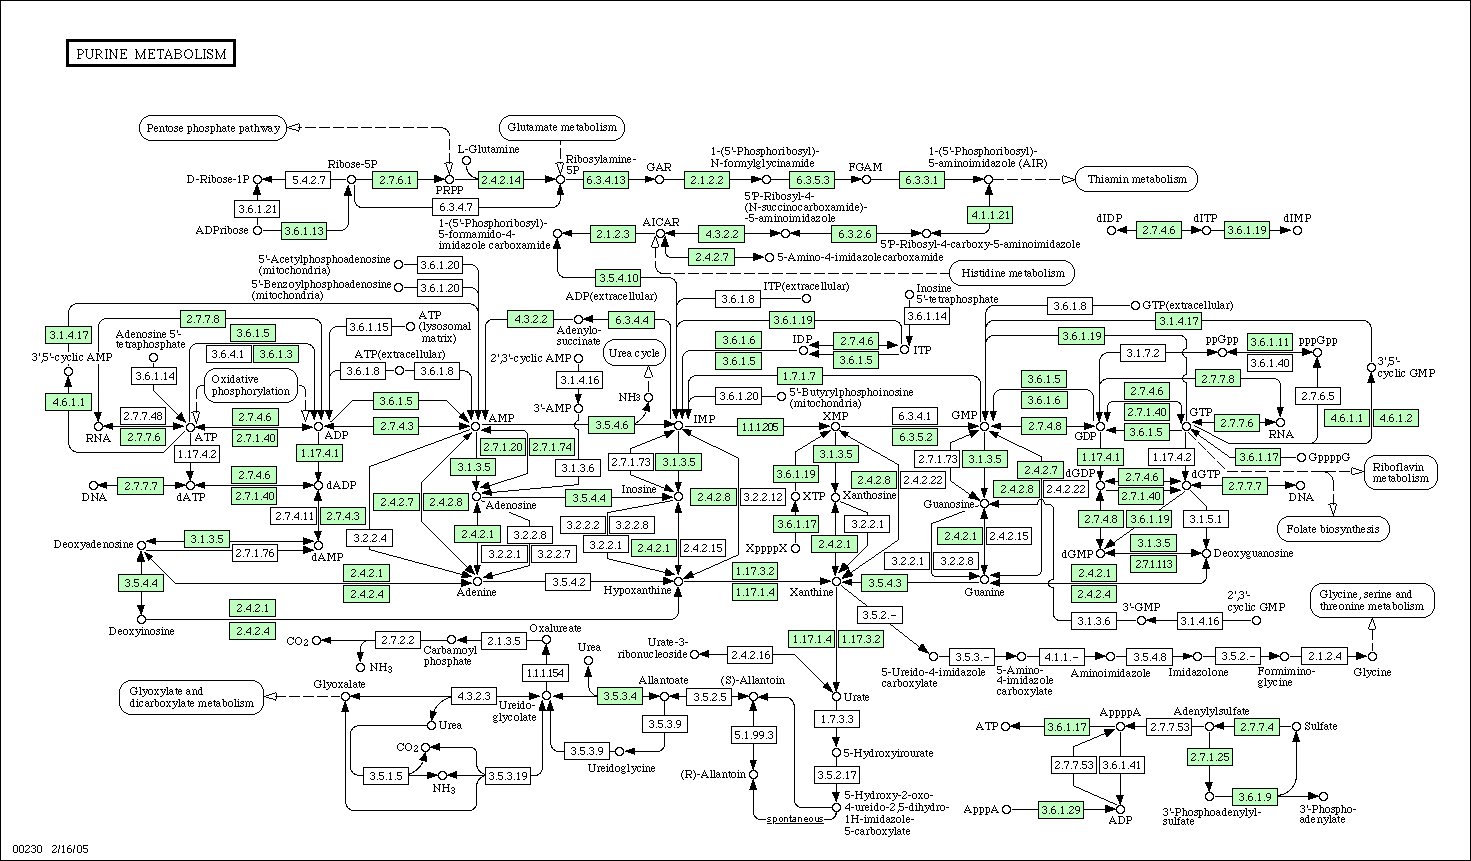 PURINE METABOLISM
Pentose phosphate pathway
Glutamate metabolism
L-Glutamine
Ribose-5P
Ribosylamine-
5P
GAR
1-(5'-Phosphoribosyl)-
N-formylglycinamide
FGAM
1-(5'-Phosphoribosyl)-
5-aminoimidazole (AIR)
D-Ribose-1P
5.4.2.7
2.7.6.1
PRPP
2.4.2.14
6.3.4.13
2.1.2.2
6.3.5.3
6.3.3.1
Thiamin metabolism
3.6.1.21
6.3.4.7
ADPribose
3.6.1.13
1-(5'-Phosphoribosyl)-
5-formamido-4-
imidazole carboxamide
AICAR
5'P-Ribosyl-4-
(N-succinocarboxamide)-
-5-aminoimidazole
4.1.1.21
2.1.2.3
4.3.2.2
6.3.2.6
5'P-Ribosyl-4-carboxy-5-aminoimidazole
dIDP
2.7.4.6
dITP
3.6.1.19
dIMP
2.4.2.7
5-Amino-4-imidazolecarboxamide
5'-Acetylphosphoadenosine
(mitochondria)
3.6.1.20
3.5.4.10
Histidine metabolism
5'-Benzoylphosphoadenosine
(mitochondria)
3.6.1.20
ADP(extracellular)
3.6.1.8
ITP(extracellular)
Inosine
5'-tetraphosphate
3.6.1.8
GTP(extracellular)
3.1.4.17
2.7.7.8
3.6.1.5
Adenosine 5'-
tetraphosphate
3.6.1.15
ATP
(lysosomal
matrix)
4.3.2.2
6.3.4.4
Adenylo-
succinate
3.6.1.19
3.6.1.14
3.6.1.19
3.1.4.17
3',5'-cyclic AMP
3.6.4.1
3.6.1.3
ATP(extracellular)
2',3'-cyclic AMP
Urea cycle
3.6.1.6
3.6.1.5
IDP
2.7.4.6
3.6.1.5
ITP
3.1.7.2
ppGpp
3.6.1.11
3.6.1.40
pppGpp
3',5'-
cyclic GMP
3.6.1.14
Oxidative
phosphorylation
3.6.1.8
3.6.1.8
3.1.4.16
1.7.1.7
3.6.1.5
3.6.1.6
2.7.7.8
2.7.6.5
4.6.1.1
3.6.1.5
3'-AMP
NH3
3.6.1.20
5'-Butyrylphosphoinosine
(mitochondria)
2.7.4.6
2.7.1.40
3.6.1.5
2.7.7.48
2.7.7.6
RNA
ATP
2.7.4.6
2.7.1.40
ADP
2.7.4.3
AMP
3.5.4.6
IMP
1.1.1.205
XMP
6.3.4.1
6.3.5.2
GMP
2.7.4.8
GDP
GTP
2.7.7.6
RNA
4.6.1.1
4.6.1.2
1.17.4.2
1.17.4.1
2.7.1.20
2.7.1.74
3.1.3.5
3.1.3.6
2.7.1.73
3.1.3.5
3.1.3.5
3.6.1.19
2.4.2.8
2.4.2.22
2.7.1.73
3.1.3.5
2.4.2.7
2.4.2.8
2.4.2.22
1.17.4.1
1.17.4.2
3.6.1.17
GppppG
Riboflavin
metabolism
DNA
2.7.7.7
dATP
2.7.4.6
2.7.1.40
dADP
2.4.2.7
2.4.2.8
Adenosine
3.5.4.4
Inosine
2.4.2.8
2.2.2.12
XTP
Xanthosine
Guanosine
dGDP
2.7.4.6
2.7.1.40
dGTP
2.7.7.7
DNA
2.7.4.11
2.7.4.3
3.2.2.4
2.4.2.1
3.2.2.8
3.2.2.1
3.2.2.7
3.2.2.2
3.2.2.8
3.2.2.1
2.4.2.1
2.4.2.15
3.6.1.17
XppppX
3.2.2.1
2.4.2.1
2.4.2.1
2.4.2.15
3.2.2.1
3.2.2.8
2.7.4.8
3.6.1.19
3.1.5.1
Folate biosynthesis
Deoxyadenosine
3.1.3.5
2.7.1.76
dAMP
dGMP
3.1.3.5
2.7.1.113
Deoxyguanosine
3.5.4.4
2.4.2.1
2.4.2.4
Adenine
3.5.4.2
Hypoxanthine
1.17.3.2
1.17.1.4
Xanthine
3.5.4.3
Guanine
2.4.2.1
2.4.2.4
Glycine, serine and
threonine metabolism
Deoxyinosine
2.4.2.1
2.4.2.4
3.5.2.-
3.1.3.6
3'-GMP
3.1.4.16
2',3'-
cyclic GMP
CO2
2.7.2.2
NH3
Carbamoyl
phosphate
2.1.3.5
Oxalureate
Urea
Urate-3-
ribonucleoside
2.4.2.16
1.17.1.4
1.17.3.2
5-Ureido-4-imidazole
carboxylate
3.5.3.-
5-Amino-
4-imidazole
carboxylate
4.1.1.-
Aminoimidazole
3.5.4.8
Imidazolone
3.5.2.-
Formimino-
glycine
2.1.2.4
Glycine
1.1.1.154
Glyoxylate and
dicarboxylate metabolism
Glyoxalate
4.3.2.3
Ureido-
glycolate
3.5.3.4
Allantoate
3.5.2.5
(S)-Allantoin
Urate
Urea
3.5.3.9
3.5.3.9
Ureidoglycine
5.1.99.3
1.7.3.3
CO2
3.5.1.5
NH3
3.5.3.19
(R)-Allantoin
5-Hydroxyirourate
3.5.2.17
5-Hydroxy-2-oxo-
4-ureido-2,5-dihydro-
1H-imidazole-
5-carboxylate
spontaneous
ATP
3.6.1.17
AppppA
2.7.7.53
Adenylylsulfate
2.7.7.4
Sulfate
2.7.7.53
3.6.1.41
2.7.1.25
ApppA
3.6.1.29
ADP
3'-Phosphoadenylyl-
sulfate
3.6.1.9
3'-Phospho-
adenylate
00230 2/16/05